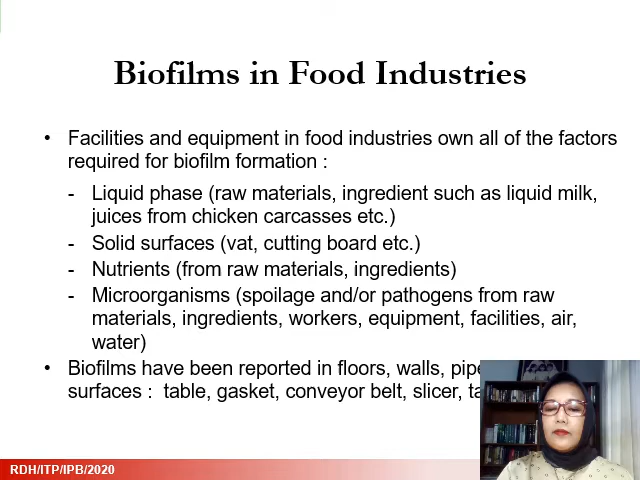 Biofilms in Food Industries
• Facilities and equipment in food industries own all of the factors
required for biofilm formation :
- Liquid phase (raw materials, ingredient such as liquid milk,
juices from chicken carcasses etc.)
- Solid surfaces (vat, cutting board etc.)
- Nutrients (from raw materials, ingredients)
- Microorganisms (spoilage and/or pathogens from raw
materials, ingredients, workers, equipment, facilities, air,
water)
• Biofilms have been reported in floors, walls,
surfaces : table, gasket, conveyor belt, slicer,
RDH/ITP/IPB/2020